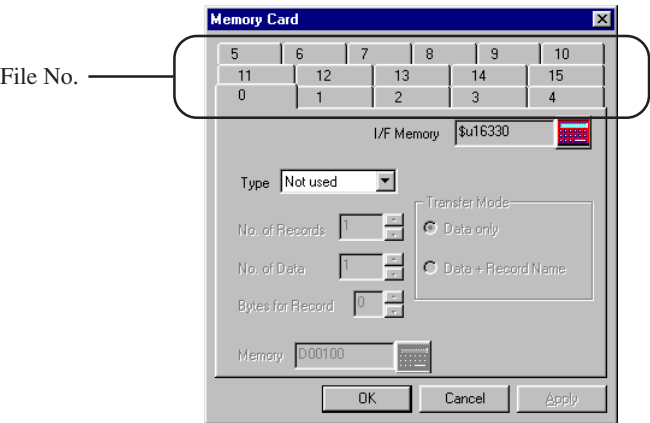 Memory Card
5 6 7 8 9 10
File No.
11 12 13 14 15
0 1 2 3 4
I/F Memory $u16330
Type Not used
Transfer Mode
No. of Records 1
Data only
No. of Data 1
Data + Record Name
Bytes for Record 0
Memory D00100
OK Cancel Apply